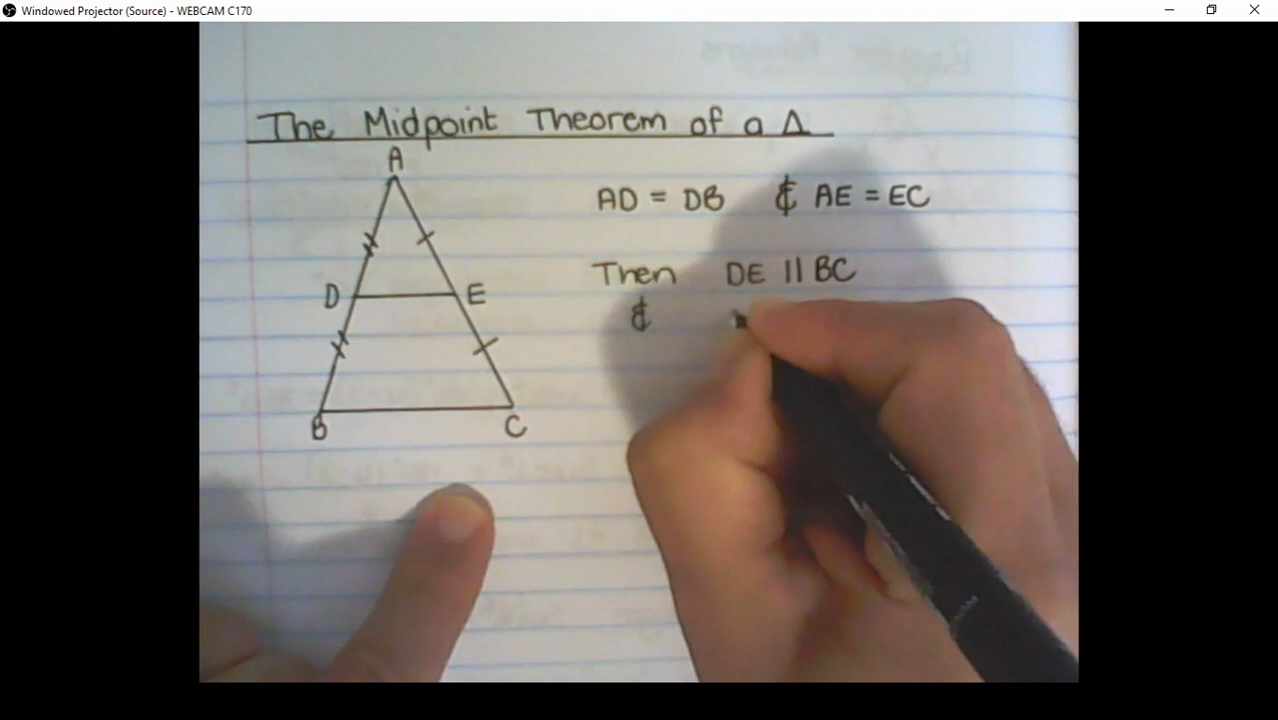 Windowed Projector (Source) - WEBCAM C170
The Midpoint Theorem of a Δ
A
AD = DB & AE = EC
Then DE || BC
D
E
&
B
C